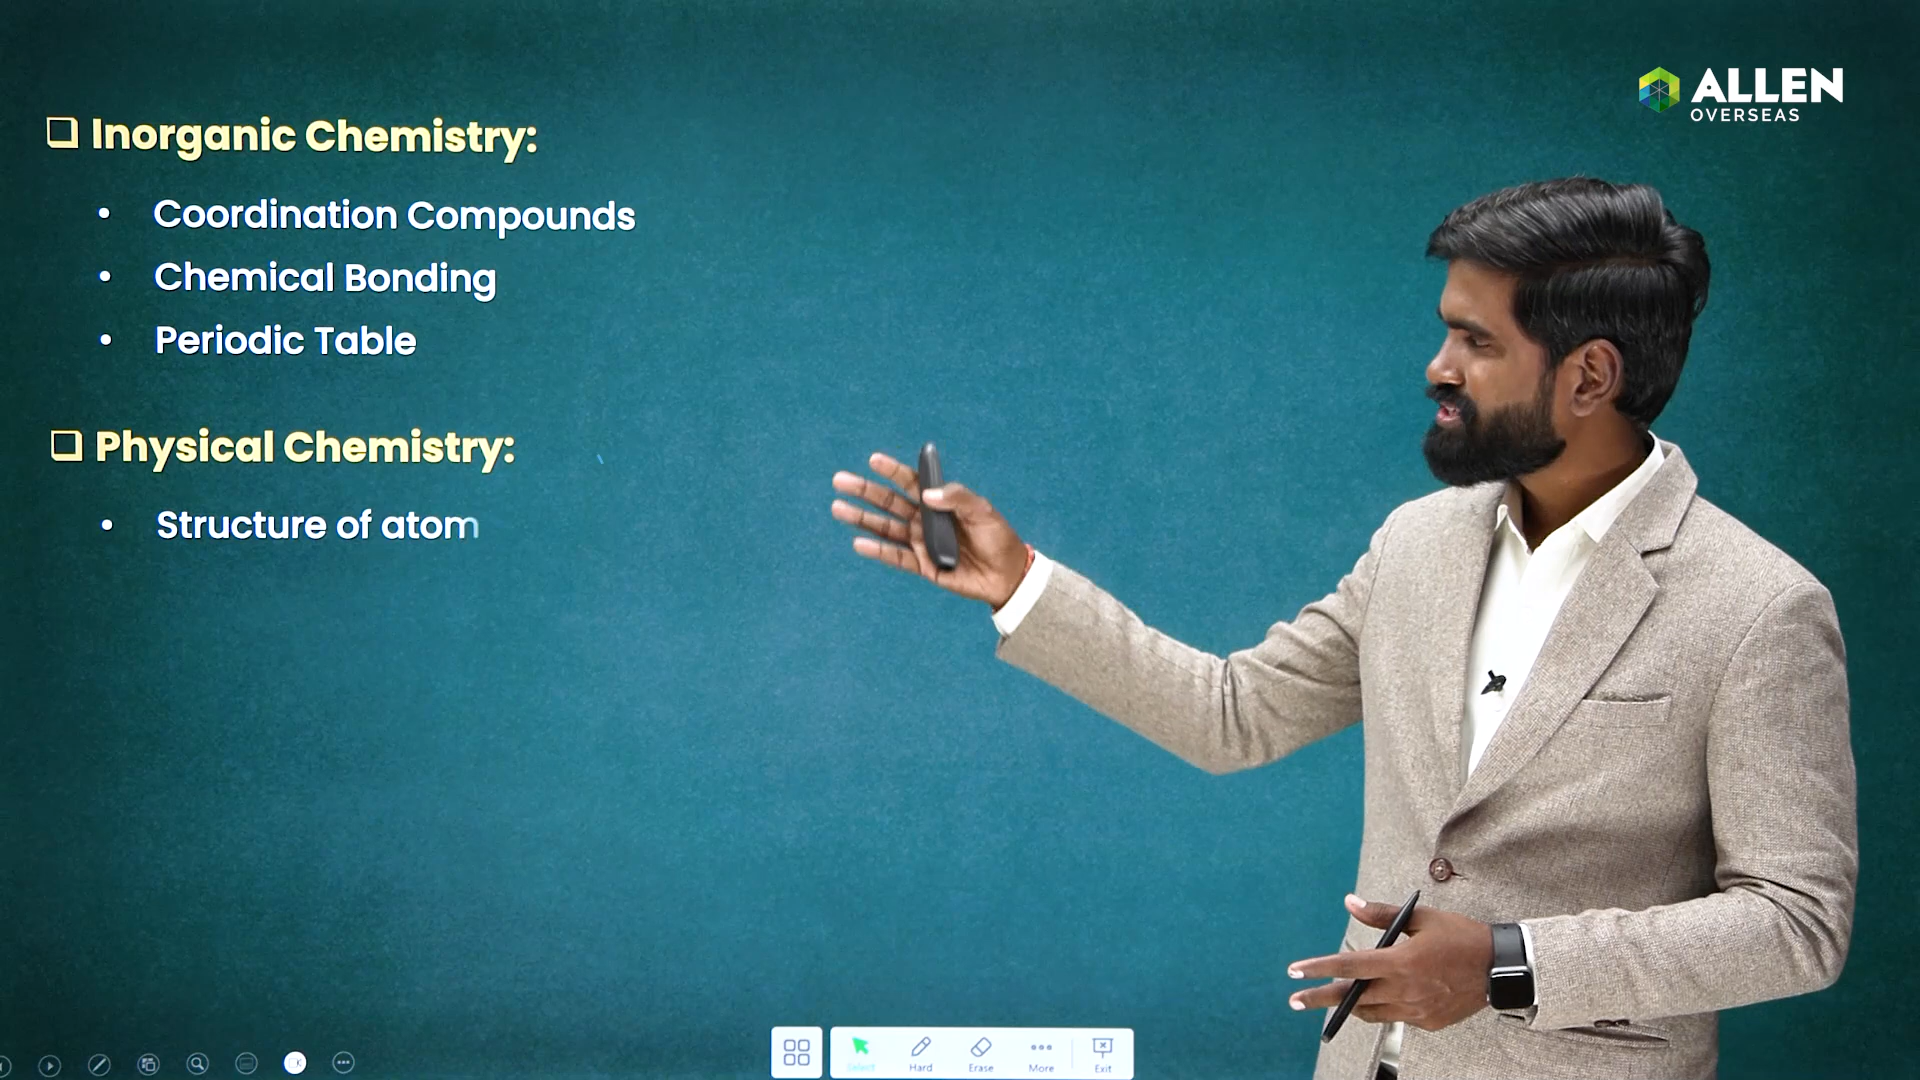 ALLEN
OVERSEAS
Inorganic Chemistry:
• Coordination Compounds
• Chemical Bonding
• Periodic Table
Physical Chemistry:
• Structure of atom
Select
Hard
Erase
More
Exit